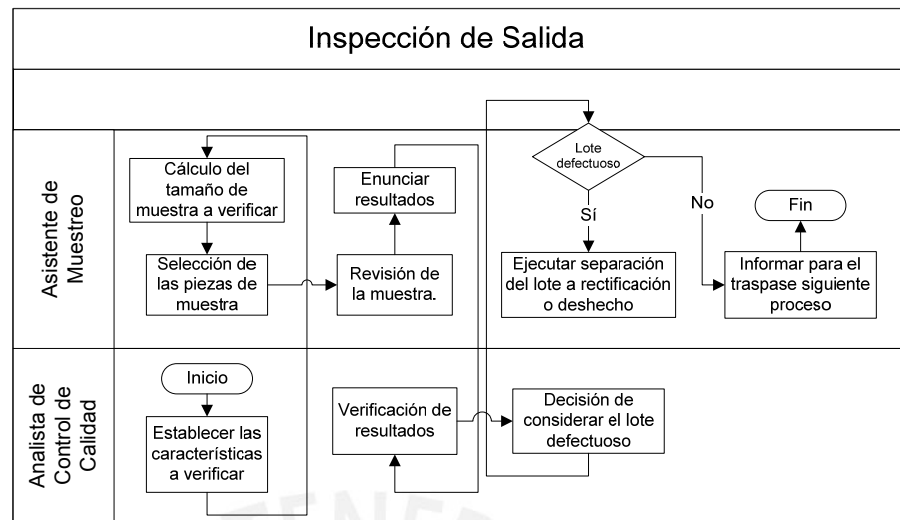 Inspección de Salida
Asistente de
Muestreo
Cálculo del
tamaño de
muestra a verificar
Selección de
las piezas de
muestra
Enunciar
resultados
Revisión de
la muestra.
Lote
defectuoso
Sí
No
Ejecutar separación
del lote a rectificación
o deshecho
Fin
Informar para el
traspase siguiente
proceso
Analista de
Control de
Calidad
Inicio
Establecer las
características
a verificar
Verificación de
resultados
Decisión de
considerar el lote
defectuoso
TENEB